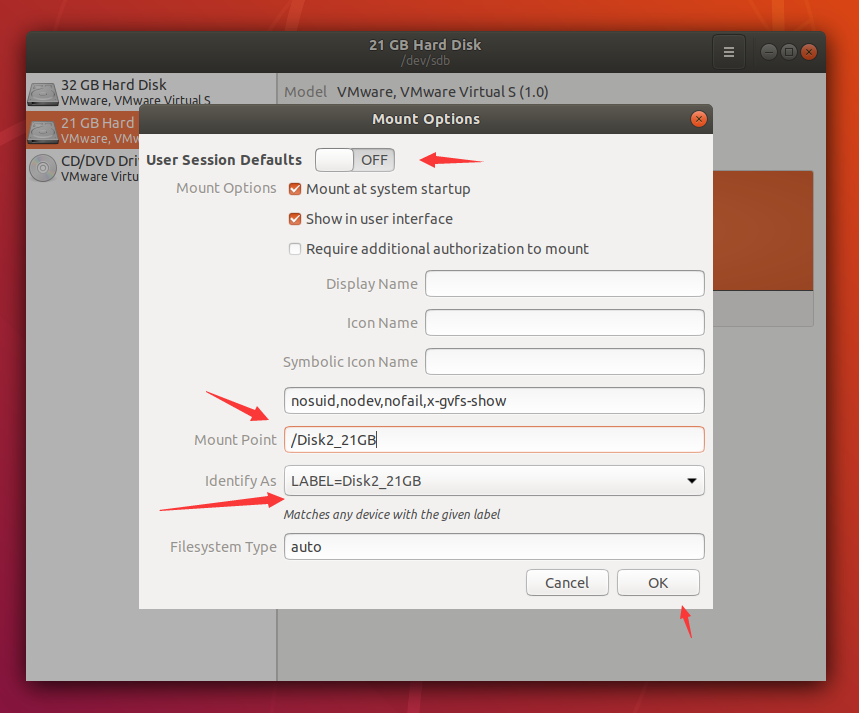 21 GB Hard Disk
/dev/sdb
32 GB Hard Disk
VMware, VMware Virtual S
21 GB Hard
VMware, VMw
CD/DVD Dri
VMware Virtu
Model VMware, VMware Virtual S (1.0)
Mount Options
User Session Defaults OFF
Mount Options Mount at system startup
Show in user interface
Require additional authorization to mount
Display Name
Icon Name
Symbolic Icon Name
nosuid,nodev,nofail,x-gvfs-show
Mount Point /Disk2_21GB
Identify As LABEL=Disk2_21GB
Matches any device with the given label
Filesystem Type auto
Cancel OK